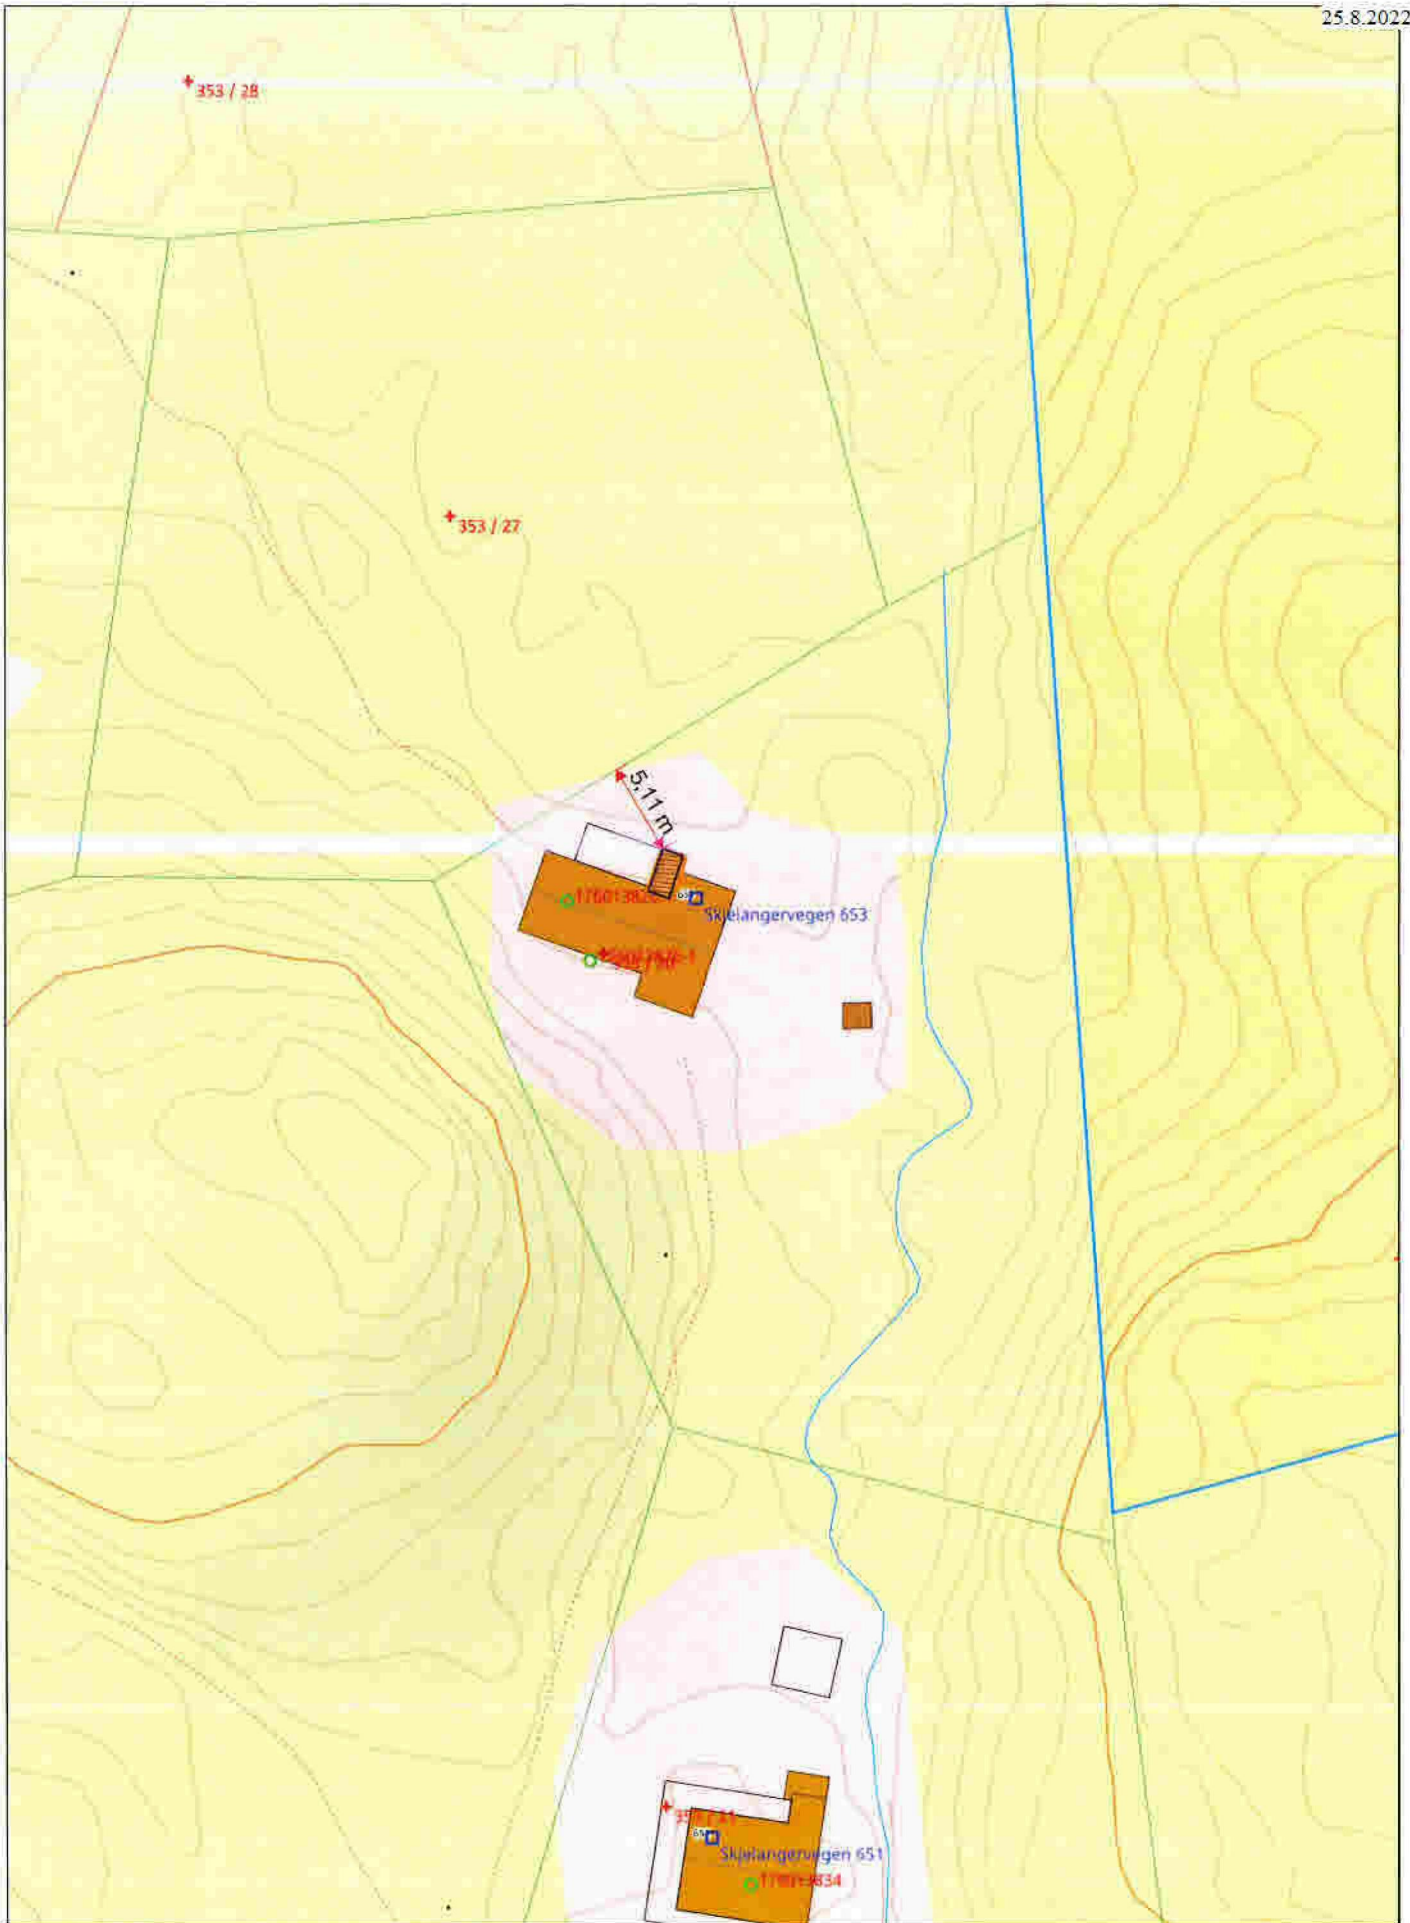 25.8.2022
353 / 28
353 / 27
5,11 m
Skjelangervegen 653
Skjelangervegen 651